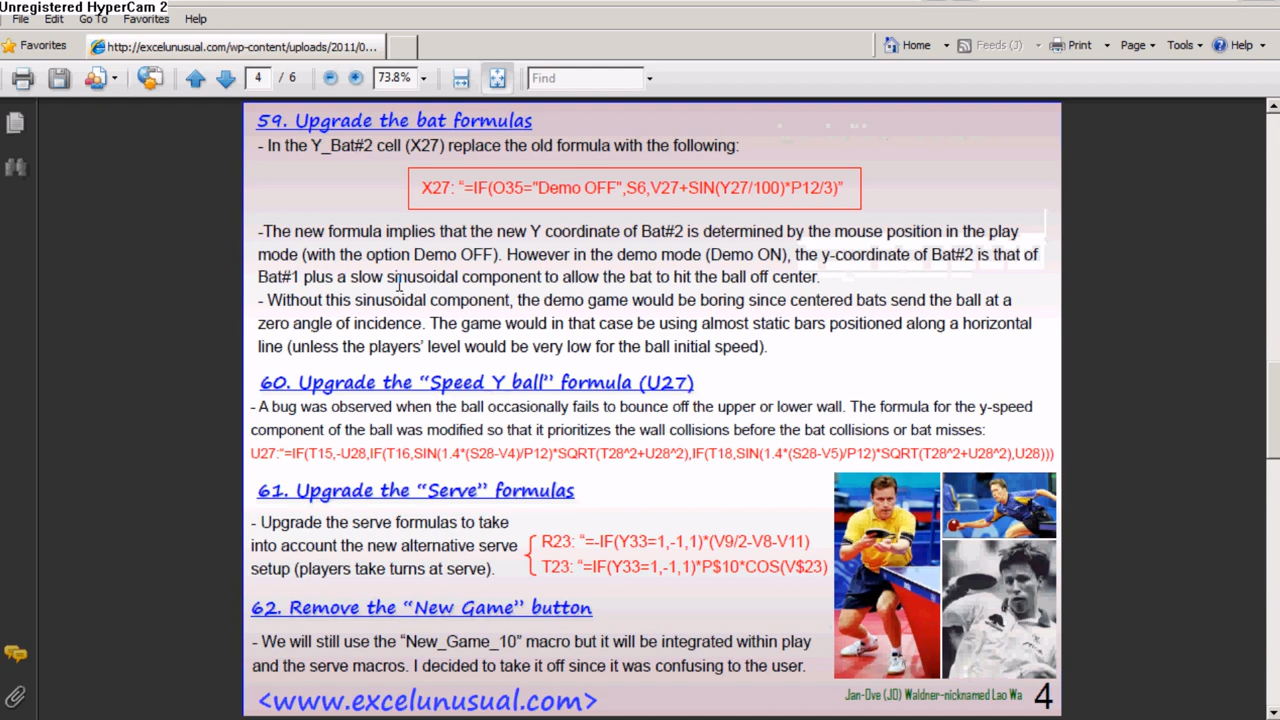 Unregistered HyperCam 2
File Edit Go To Favorites Help
Favorites http://excelunusual.com/wp-content/uploads/2011/0... Home Feeds (J) Print Page Tools Help
4 / 6 73.8% Find
59. Upgrade the bat formulas
- In the Y_Bat#2 cell (X27) replace the old formula with the following:
X27: “=IF(O35="Demo OFF",S6,V27+SIN(Y27/100)*P12/3)”
-The new formula implies that the new Y coordinate of Bat#2 is determined by the mouse position in the play
mode (with the option Demo OFF). However in the demo mode (Demo ON), the y-coordinate of Bat#2 is that of
Bat#1 plus a slow sinusoidal component to allow the bat to hit the ball off center.
- Without this sinusoidal component, the demo game would be boring since centered bats send the ball at a
zero angle of incidence. The game would in that case be using almost static bars positioned along a horizontal
line (unless the players’ level would be very low for the ball initial speed).
60. Upgrade the “Speed Y ball” formula (U27)
- A bug was observed when the ball occasionally fails to bounce off the upper or lower wall. The formula for the y-speed
component of the ball was modified so that it prioritizes the wall collisions before the bat collisions or bat misses:
U27:“=IF(T15,-U28,IF(T16,SIN(1.4*(S28-V4)/P12)*SQRT(T28^2+U28^2),IF(T18,SIN(1.4*(S28-V5)/P12)*SQRT(T28^2+U28^2),U28)))
61. Upgrade the “Serve” formulas
- Upgrade the serve formulas to take
into account the new alternative serve
setup (players take turns at serve).
R23: “=-IF(Y33=1,-1,1)*(V9/2-V8-V11)
T23: “=IF(Y33=1,-1,1)*P$10*COS(V$23)
62. Remove the “New Game” button
- We will still use the “New_Game_10” macro but it will be integrated within play
and the serve macros. I decided to take it off since it was confusing to the user.
<www.excelunusual.com>
Jan-Ove (JO) Waldner-nicknamed Lao Wa 4